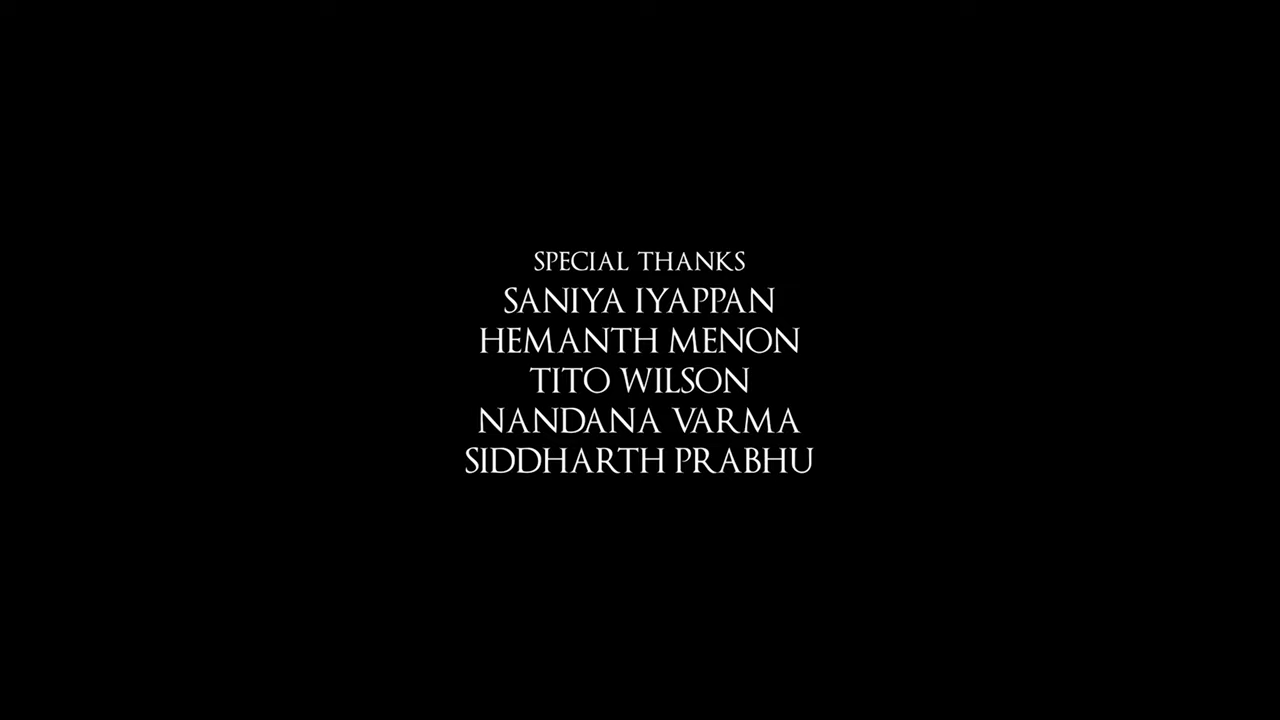 SPECIAL THANKS
SANIYA IYAPPAN
HEMANTH MENON
TITO WILSON
NANDANA VARMA
SIDDHARTH PRABHU